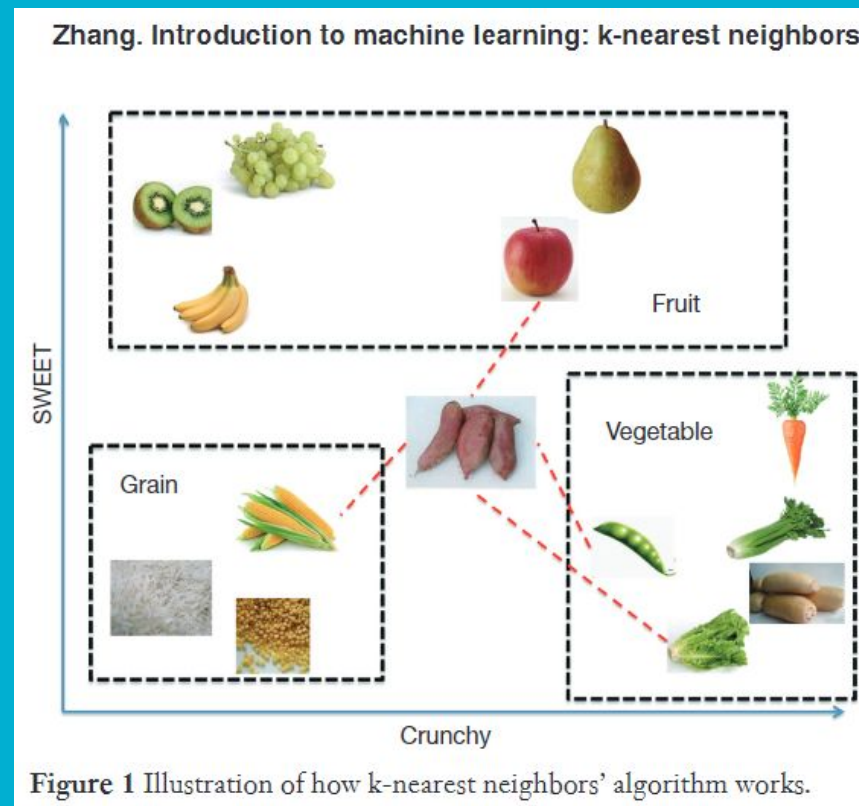 Zhang. Introduction to machine learning: k-nearest neighbors
SWEET
Fruit
Vegetable
Grain
Crunchy
Figure 1 Illustration of how k-nearest neighbors’ algorithm works.